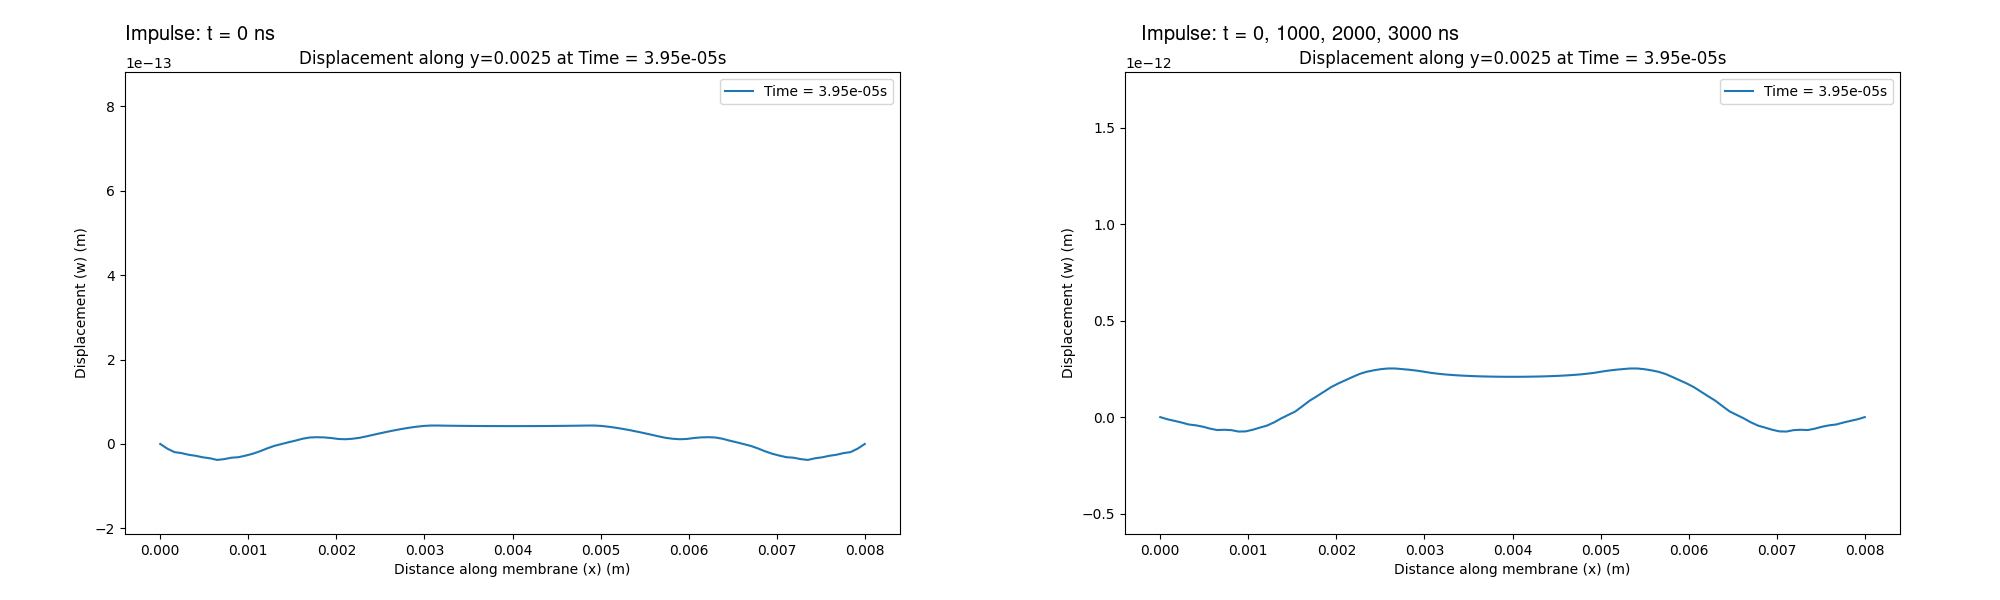 Impulse: t = 0 ns
Displacement along y=0.0025 at Time = 3.95e-05s
1e−13
Time = 3.95e-05s
8
6
4
2
0
−2
Displacement (w) (m)
0.000 0.001 0.002 0.003 0.004 0.005 0.006 0.007 0.008
Distance along membrane (x) (m)
Impulse: t = 0, 1000, 2000, 3000 ns
Displacement along y=0.0025 at Time = 3.95e-05s
1e−12
Time = 3.95e-05s
1.5
1.0
0.5
0.0
−0.5
Displacement (w) (m)
0.000 0.001 0.002 0.003 0.004 0.005 0.006 0.007 0.008
Distance along membrane (x) (m)